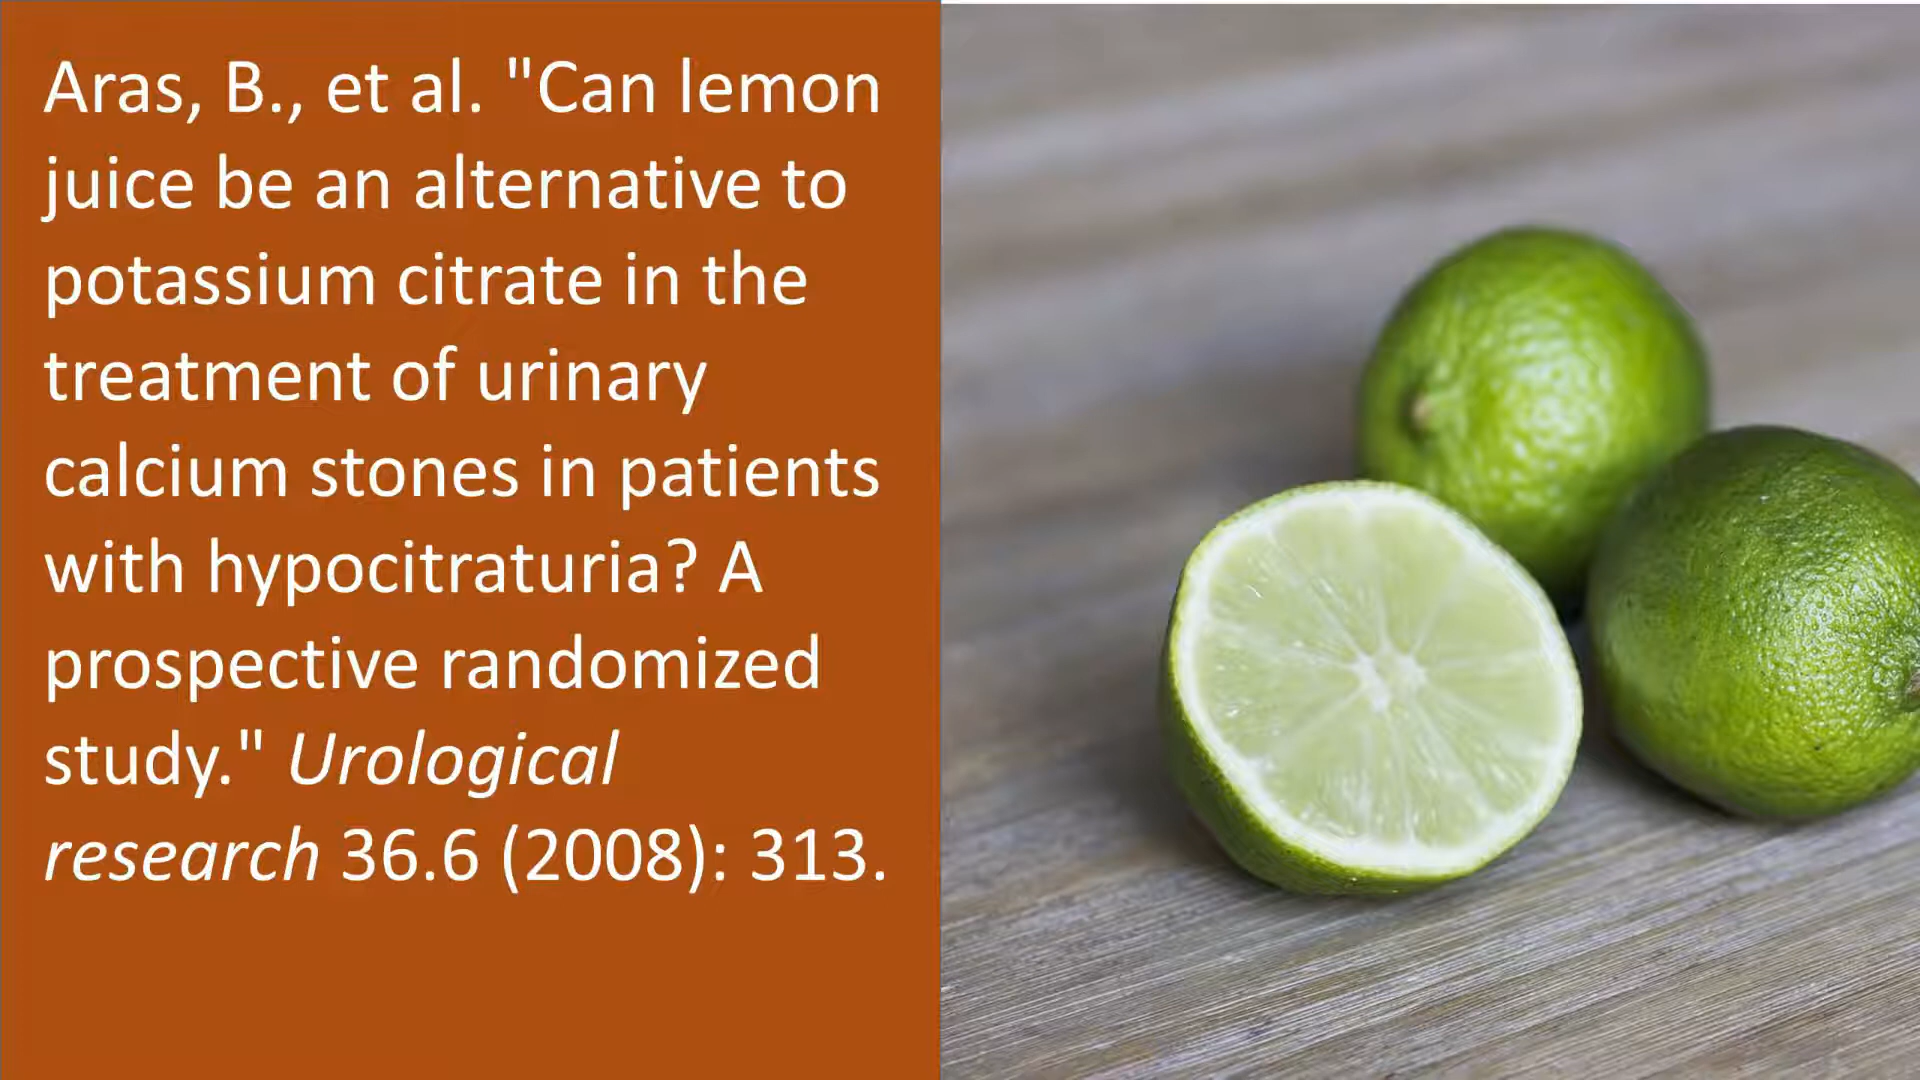 Aras, B., et al. "Can lemon
juice be an alternative to
potassium citrate in the
treatment of urinary
calcium stones in patients
with hypocitraturia? A
prospective randomized
study." Urological
research 36.6 (2008): 313.